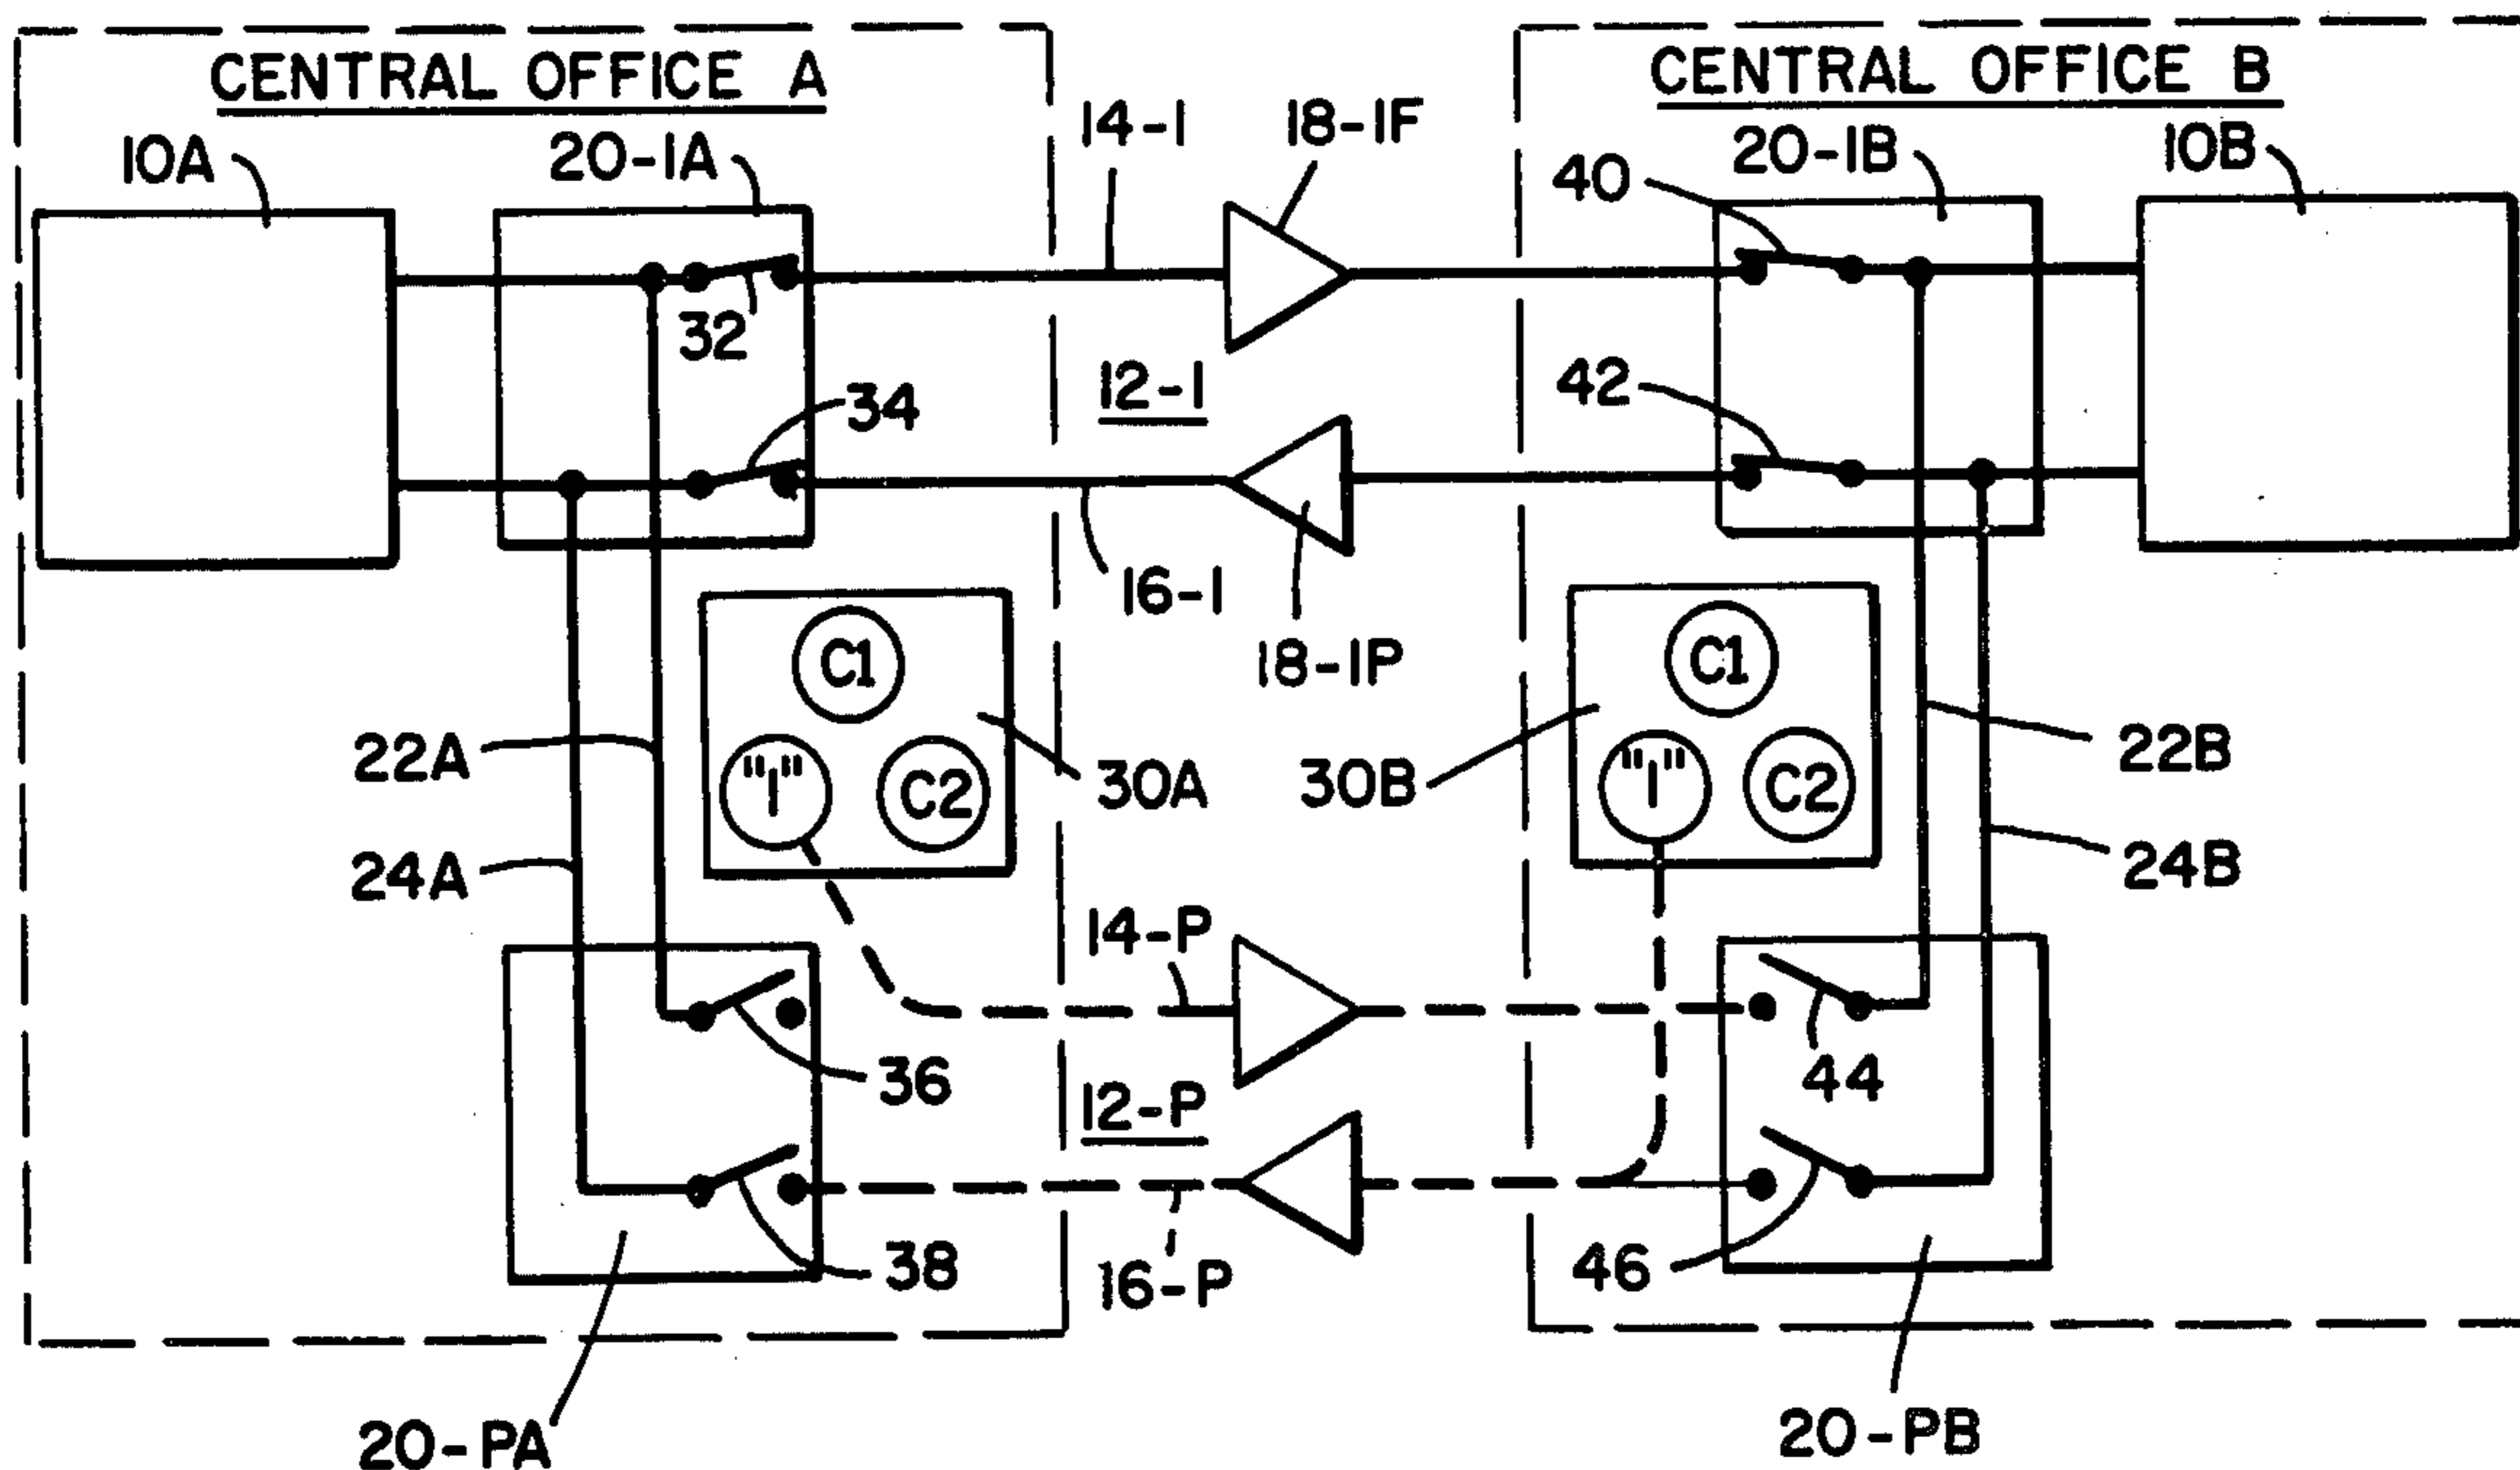 CENTRAL OFFICE A
CENTRAL OFFICE B
10A
20-1A
14-1
18-1F
40
20-1B
10B
32
34
12-1
42
16-1
18-1P
C1
"1"
C2
C1
"1"
C2
22A
30A
30B
22B
24A
24B
14-P
36
44
12-P
38
16-P
46
20-PA
20-PB